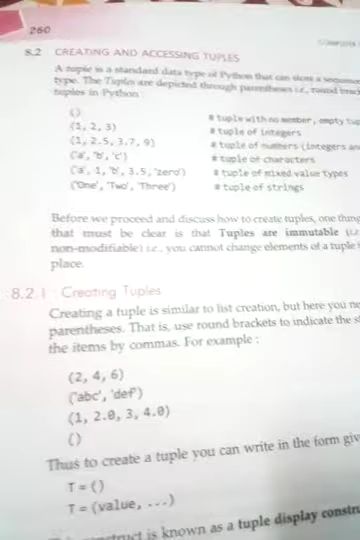 260
8.2 CREATING AND ACCESSING TUPLES
A tuple is a standard data type of Python that can store a sequence
type. The Tuples are depicted through parentheses i.e., round
tuples in Python :
() # tuple with no member, empty
(1, 2, 3) # tuple of integers
(1, 2.5, 3.7, 9) # tuple of numbers (integers
('a', 'b', 'c') # tuple of characters
('a', 1, 'b', 3.5, 'zero') # tuple of mixed value types
('One', 'Two', 'Three') # tuple of strings
Before we proceed and discuss how to create tuples, one thing
that must be clear is that Tuples are immutable
non-modifiable) i.e., you cannot change elements of a tuple
place.
8.2.1 Creating Tuples
Creating a tuple is similar to list creation, but here you
parentheses. That is, use round brackets to indicate the
the items by commas. For example :
(2, 4, 6)
('abc', 'def')
(1, 2.0, 3, 4.0)
()
Thus to create a tuple you can write in the form
T = ()
T = (value, ...)
is known as a tuple display